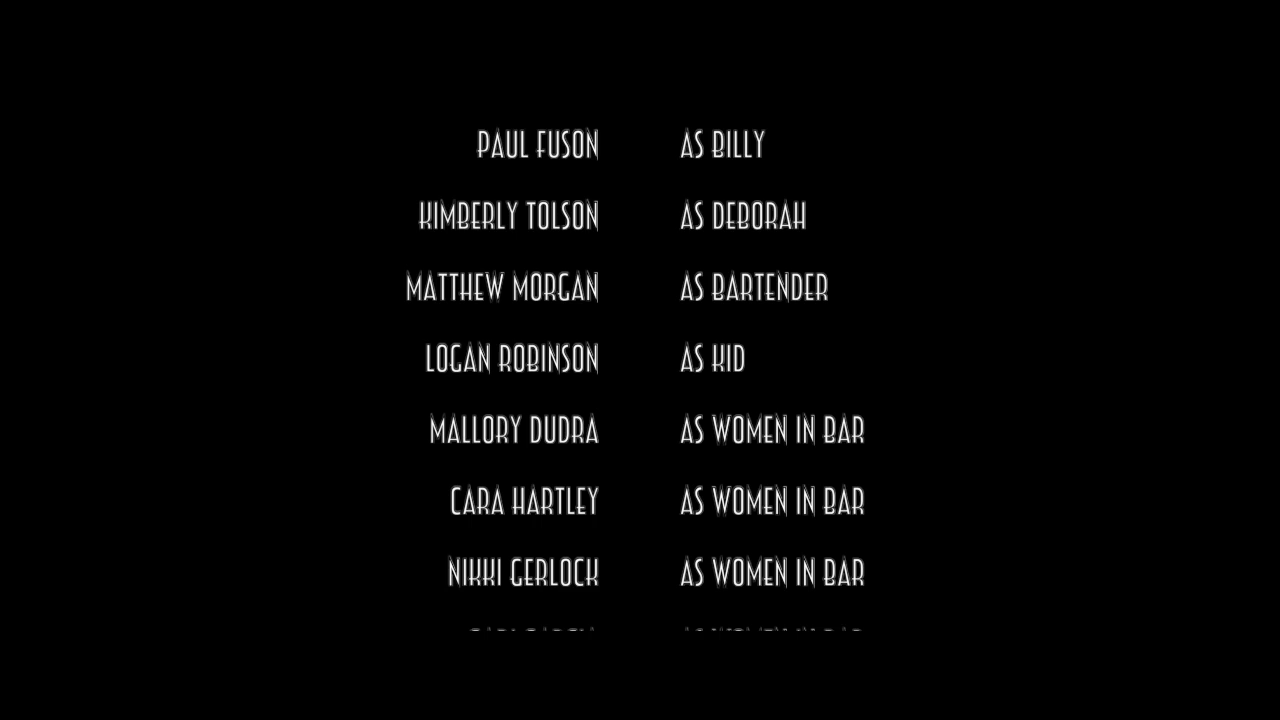 PAUL FUSON AS BILLY
KIMBERLY TOLSON AS DEBORAH
MATTHEW MORGAN AS BARTENDER
LOGAN ROBINSON AS KID
MALLORY DUDRA AS WOMEN IN BAR
CARA HARTLEY AS WOMEN IN BAR
NIKKI GERLOCK AS WOMEN IN BAR